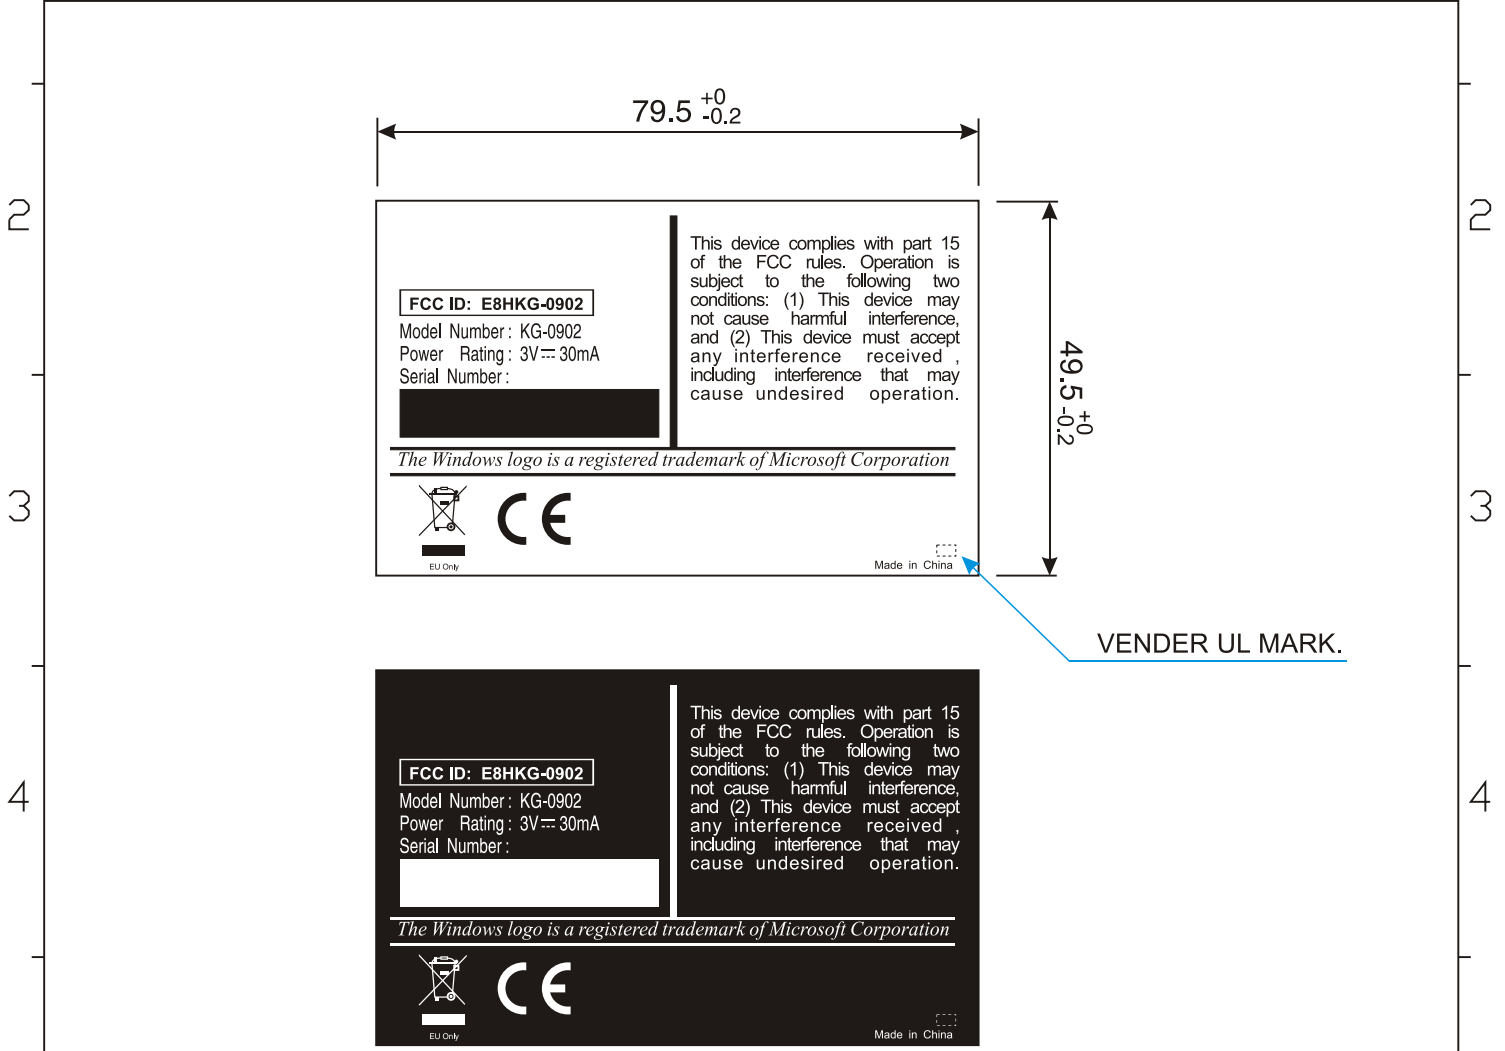 79.5 +0
-0.2
2
2
This device complies with part 15
of the FCC rules. Operation is
subject to the following two
conditions: (1) This device may
not cause harmful interference,
and (2) This device must accept
any interference received ,
including interference that may
cause undesired operation.
FCC ID: E8HKG-0902
Model Number : KG-0902
Power Rating : 3V⎓30mA
Serial Number :
49.5 +0
-0.2
The Windows logo is a registered trademark of Microsoft Corporation
3
3
CE
EU Only
Made in China
VENDER UL MARK.
This device complies with part 15
of the FCC rules. Operation is
subject to the following two
conditions: (1) This device may
not cause harmful interference,
and (2) This device must accept
any interference received ,
including interference that may
cause undesired operation.
FCC ID: E8HKG-0902
Model Number : KG-0902
Power Rating : 3V⎓30mA
Serial Number :
4
4
The Windows logo is a registered trademark of Microsoft Corporation
CE
EU Only
Made in China